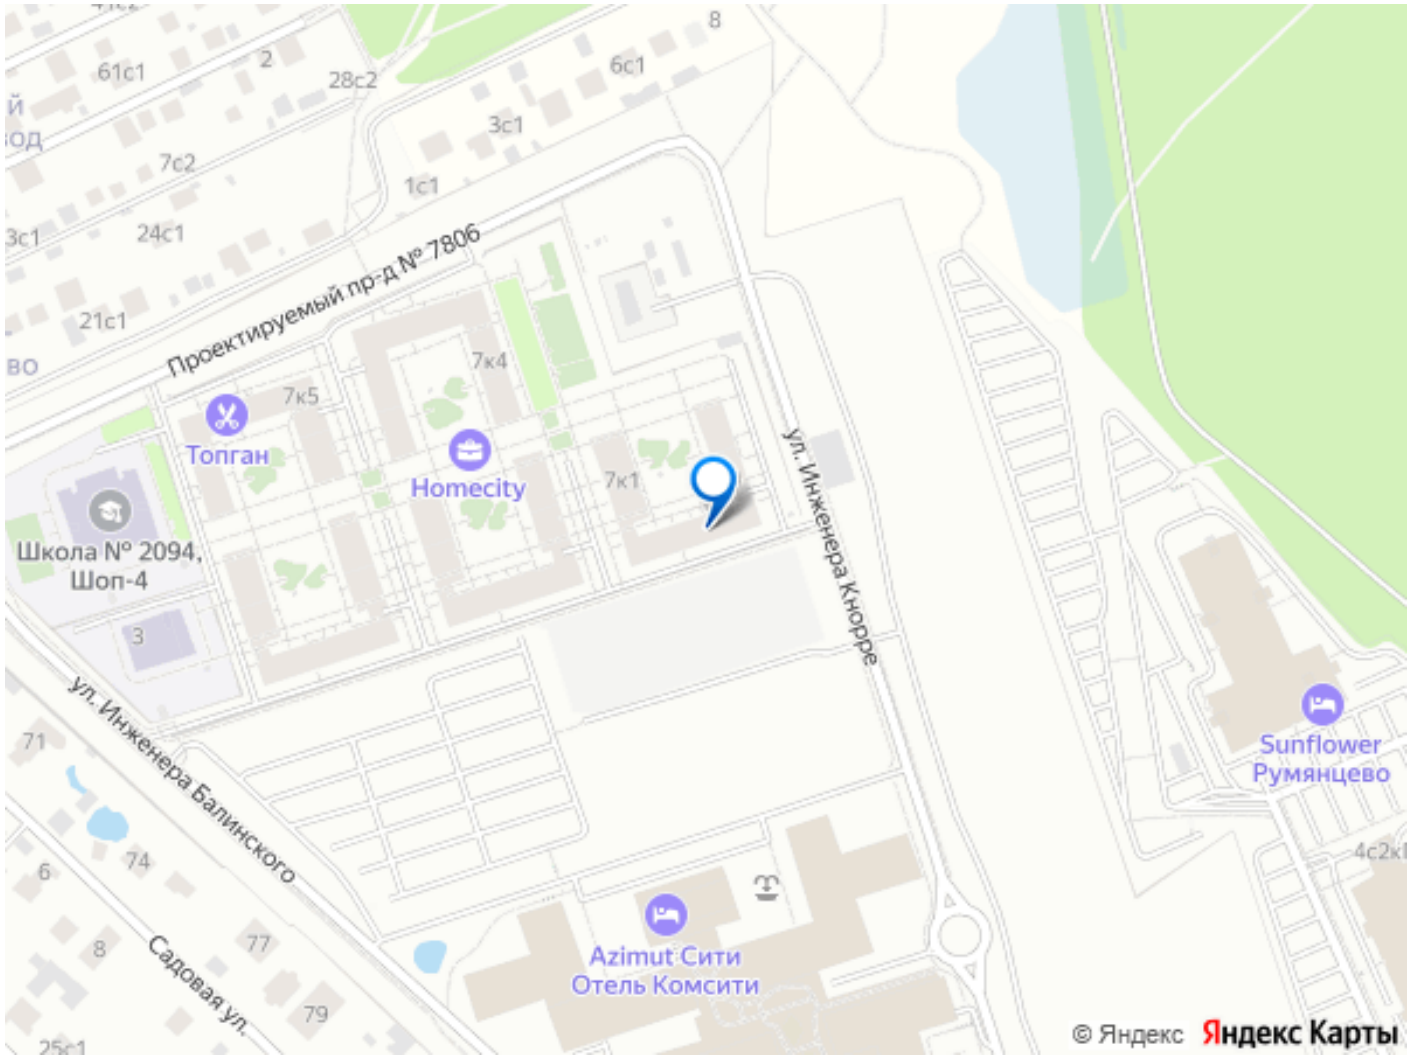 8
61с1
2
28с2
6с1
й
вод
3с1
7с2
1с1
3с1
24с1
Проектируемый пр-д № 7806
21с1
во
7к4
7к5
Топган
Homecity
7к1
ул. Инженера Кнорре
Школа № 2094,
Шоп-4
3
ул. Инженера Балинского
71
Sunflower
Румянцево
74
6
4с2к
Azimut Сити
Отель Комсити
77
8
Садовая ул.
79
25с1
© Яндекс Яндекс Карты